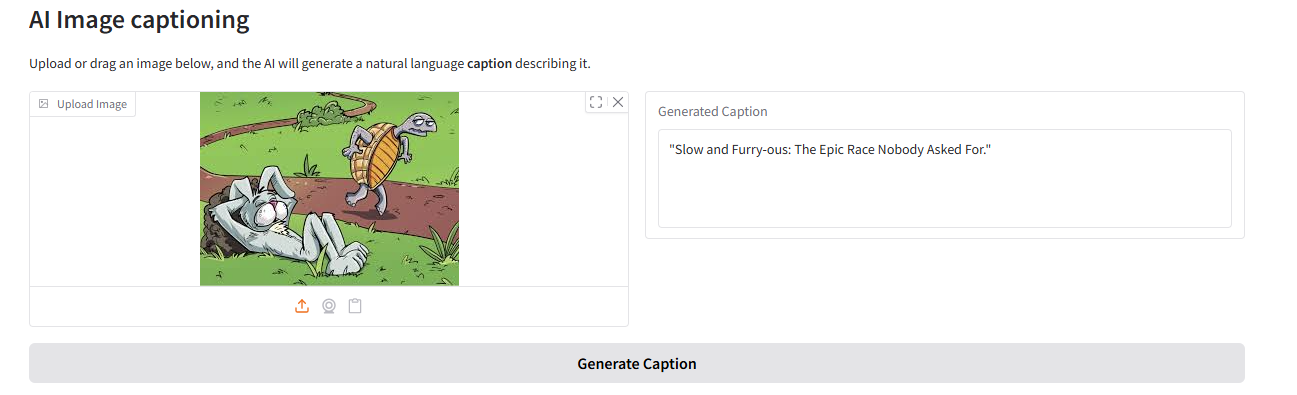 AI Image captioning
Upload or drag an image below, and the AI will generate a natural language caption describing it.
Upload Image
Generated Caption
"Slow and Furry-ous: The Epic Race Nobody Asked For."
Generate Caption